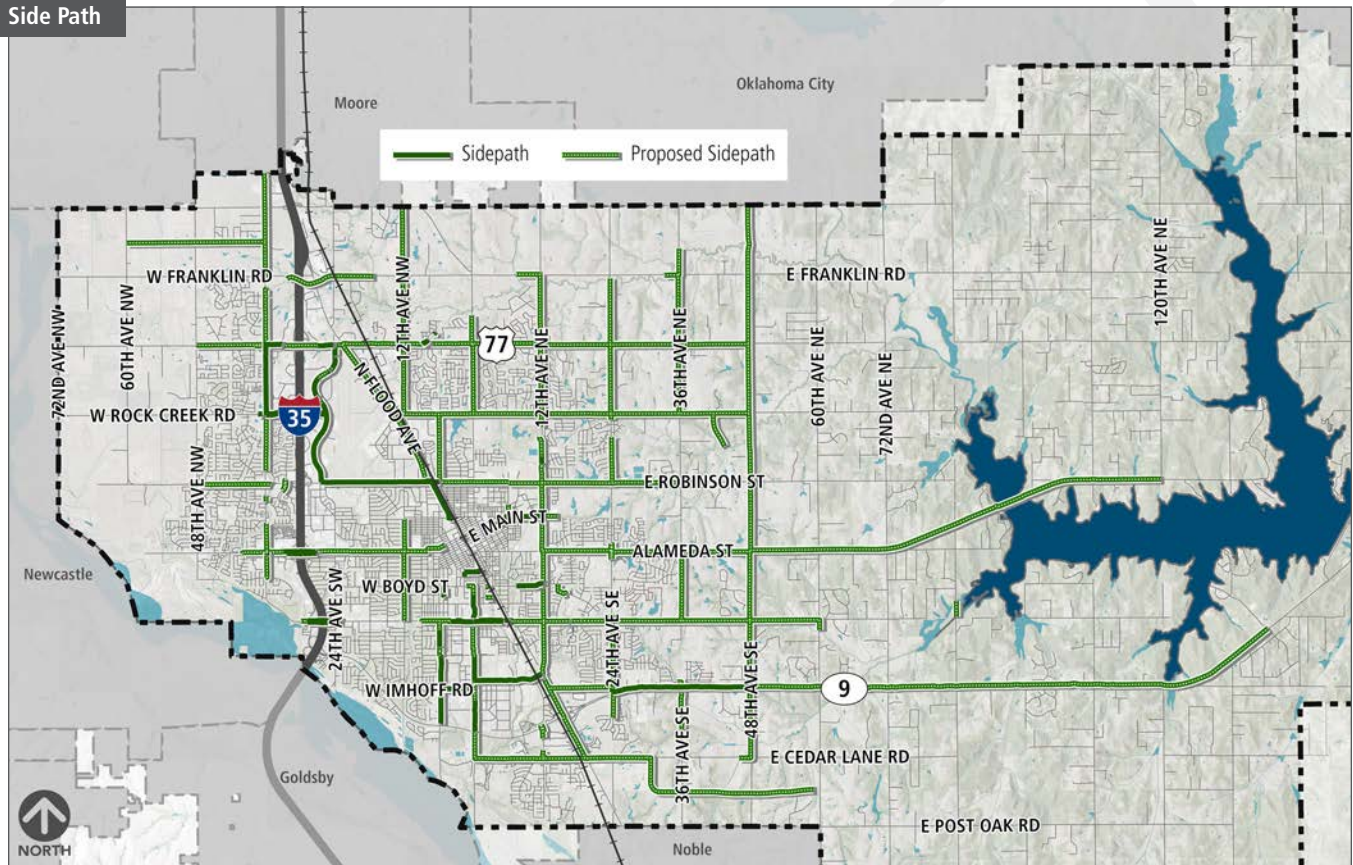 Side Path
Oklahoma City
Moore
Sidepath
Proposed Sidepath
W FRANKLIN RD
E FRANKLIN RD
72ND AVE NW
60TH AVE NW
12TH AVE NW
77
12TH AVE NE
36TH AVE NE
60TH AVE NE
72ND AVE NE
120TH AVE NE
N FLOOD AVE
W ROCK CREEK RD
35
48TH AVE NW
E ROBINSON ST
E MAIN ST
ALAMEDA ST
Newcastle
W BOYD ST
24TH AVE SW
24TH AVE SE
W IMHOFF RD
9
48TH AVE SE
36TH AVE SE
E CEDAR LANE RD
Goldsby
E POST OAK RD
Noble
NORTH